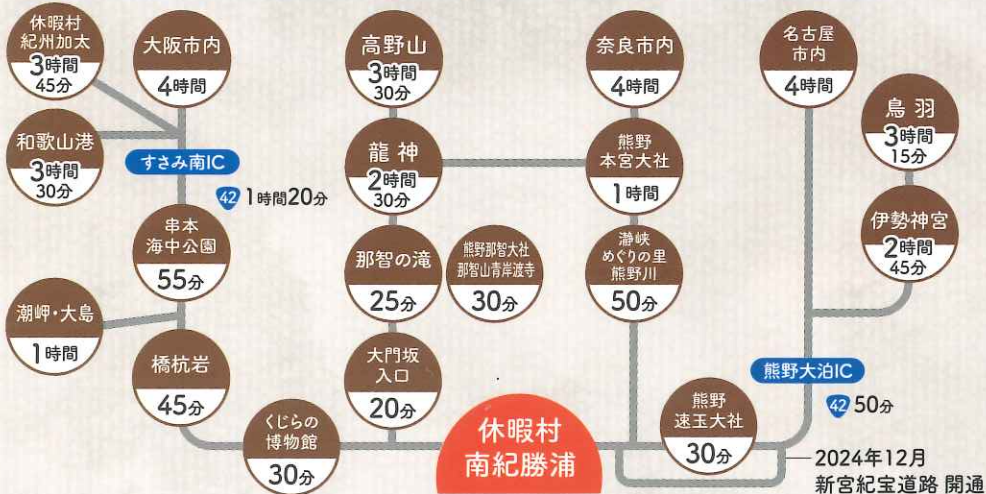 休暇村
紀州加太
3時間
45分
大阪市内
4時間
高野山
3時間
30分
奈良市内
4時間
名古屋
市内
4時間
鳥羽
3時間
15分
和歌山港
3時間
30分
すさみ南IC
42 1時間20分
龍神
2時間
30分
熊野
本宮大社
1時間
伊勢神宮
2時間
45分
串本
海中公園
55分
那智の滝
25分
熊野那智大社
那智山青岸渡寺
30分
瀞峡
めぐりの里
熊野川
50分
潮岬・大島
1時間
橋杭岩
45分
大門坂
入口
20分
熊野大泊IC
42 50分
くじらの
博物館
30分
休暇村
南紀勝浦
熊野
速玉大社
30分
2024年12月
新宮紀宝道路 開通